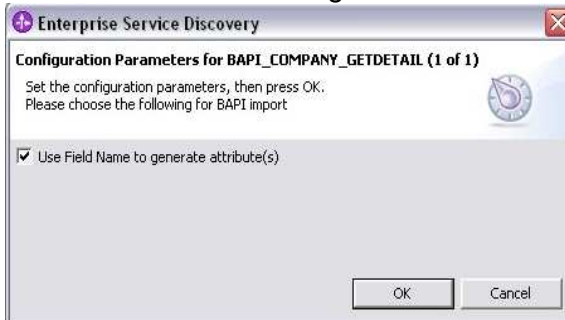 Enterprise Service Discovery
Configuration Parameters for BAPI_COMPANY_GETDETAIL (1 of 1)
Set the configuration parameters, then press OK.
Please choose the following for BAPI import
Use Field Name to generate attribute(s)
OK Cancel